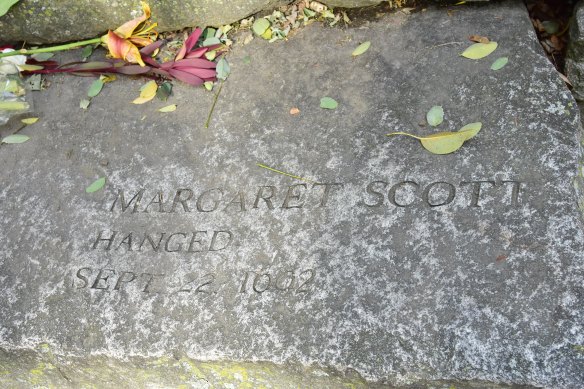 MARGARET SCOTT
HANGED
SEPT. 22, 1692